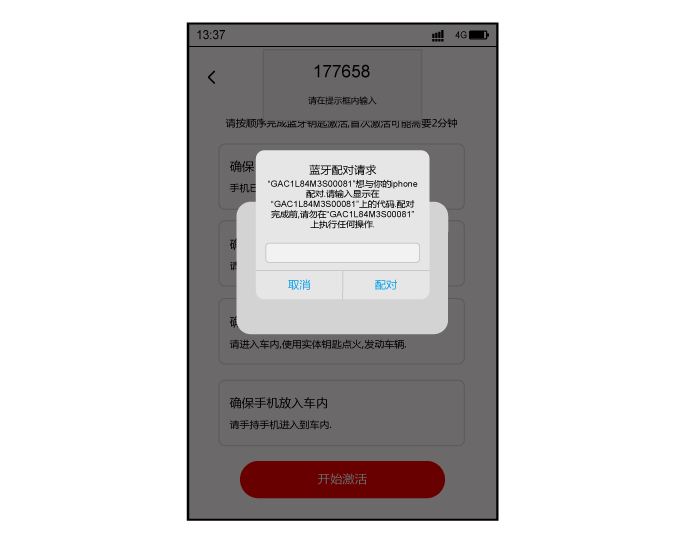 13:37
4G
177658
请在提示框内输入
请按顺序完成蓝牙钥匙激活,首次激活可能需要2分钟
确保
手机已
蓝牙配对请求
“GAC1L84M3S00081”想与你的iphone
配对.请输入显示在
“GAC1L84M3S00081”上的代码.配对
完成前,请勿在“GAC1L84M3S00081”
上执行任何操作.
取消
配对
请进入车内,使用实体钥匙点火,发动车辆.
确保手机放入车内
请手持手机进入到车内.
开始激活